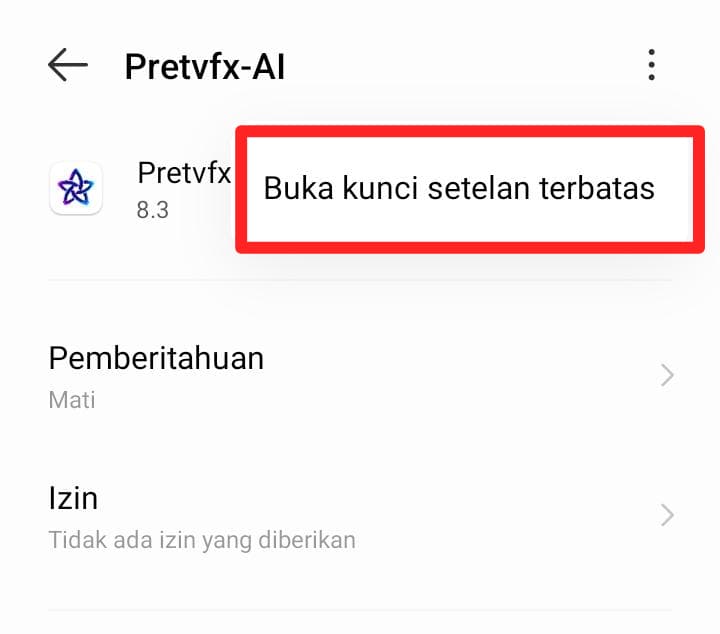 Pretvfx-AI
Pretvfx
8.3
Buka kunci setelan terbatas
Pemberitahuan
Mati
Izin
Tidak ada izin yang diberikan